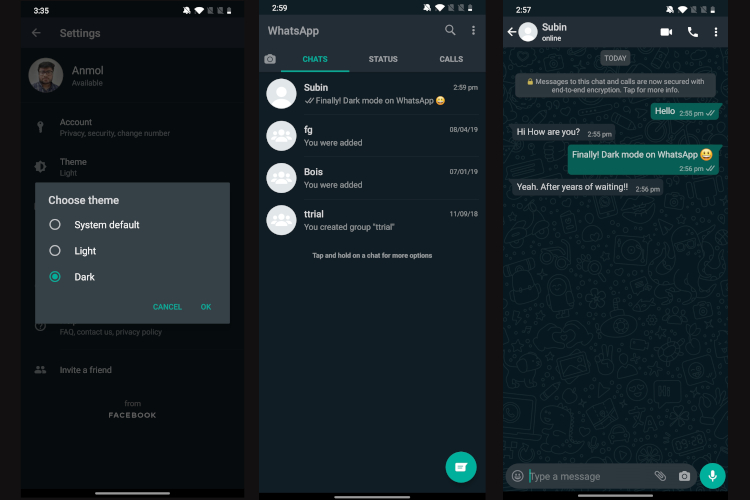 3:35
Settings
Anmol
Available
Account
Privacy, security, change number
Theme
Light
Choose theme
System default
Light
Dark
CANCEL OK
FAQ, contact us, privacy policy
Invite a friend
from
FACEBOOK
2:59
WhatsApp
CHATS STATUS CALLS
Subin 2:59 pm
Finally! Dark mode on WhatsApp 😃
fg 08/04/19
You were added
Bois 07/01/19
You were added
ttrial 11/09/18
You created group "ttrial"
Tap and hold on a chat for more options
2:57
Subin
online
TODAY
Messages to this chat and calls are now secured with
end-to-end encryption. Tap for more info.
Hello 2:55 pm
Hi How are you? 2:55 pm
Finally! Dark mode on WhatsApp 😃
2:56 pm
Yeah. After years of waiting!! 2:56 pm
Type a message